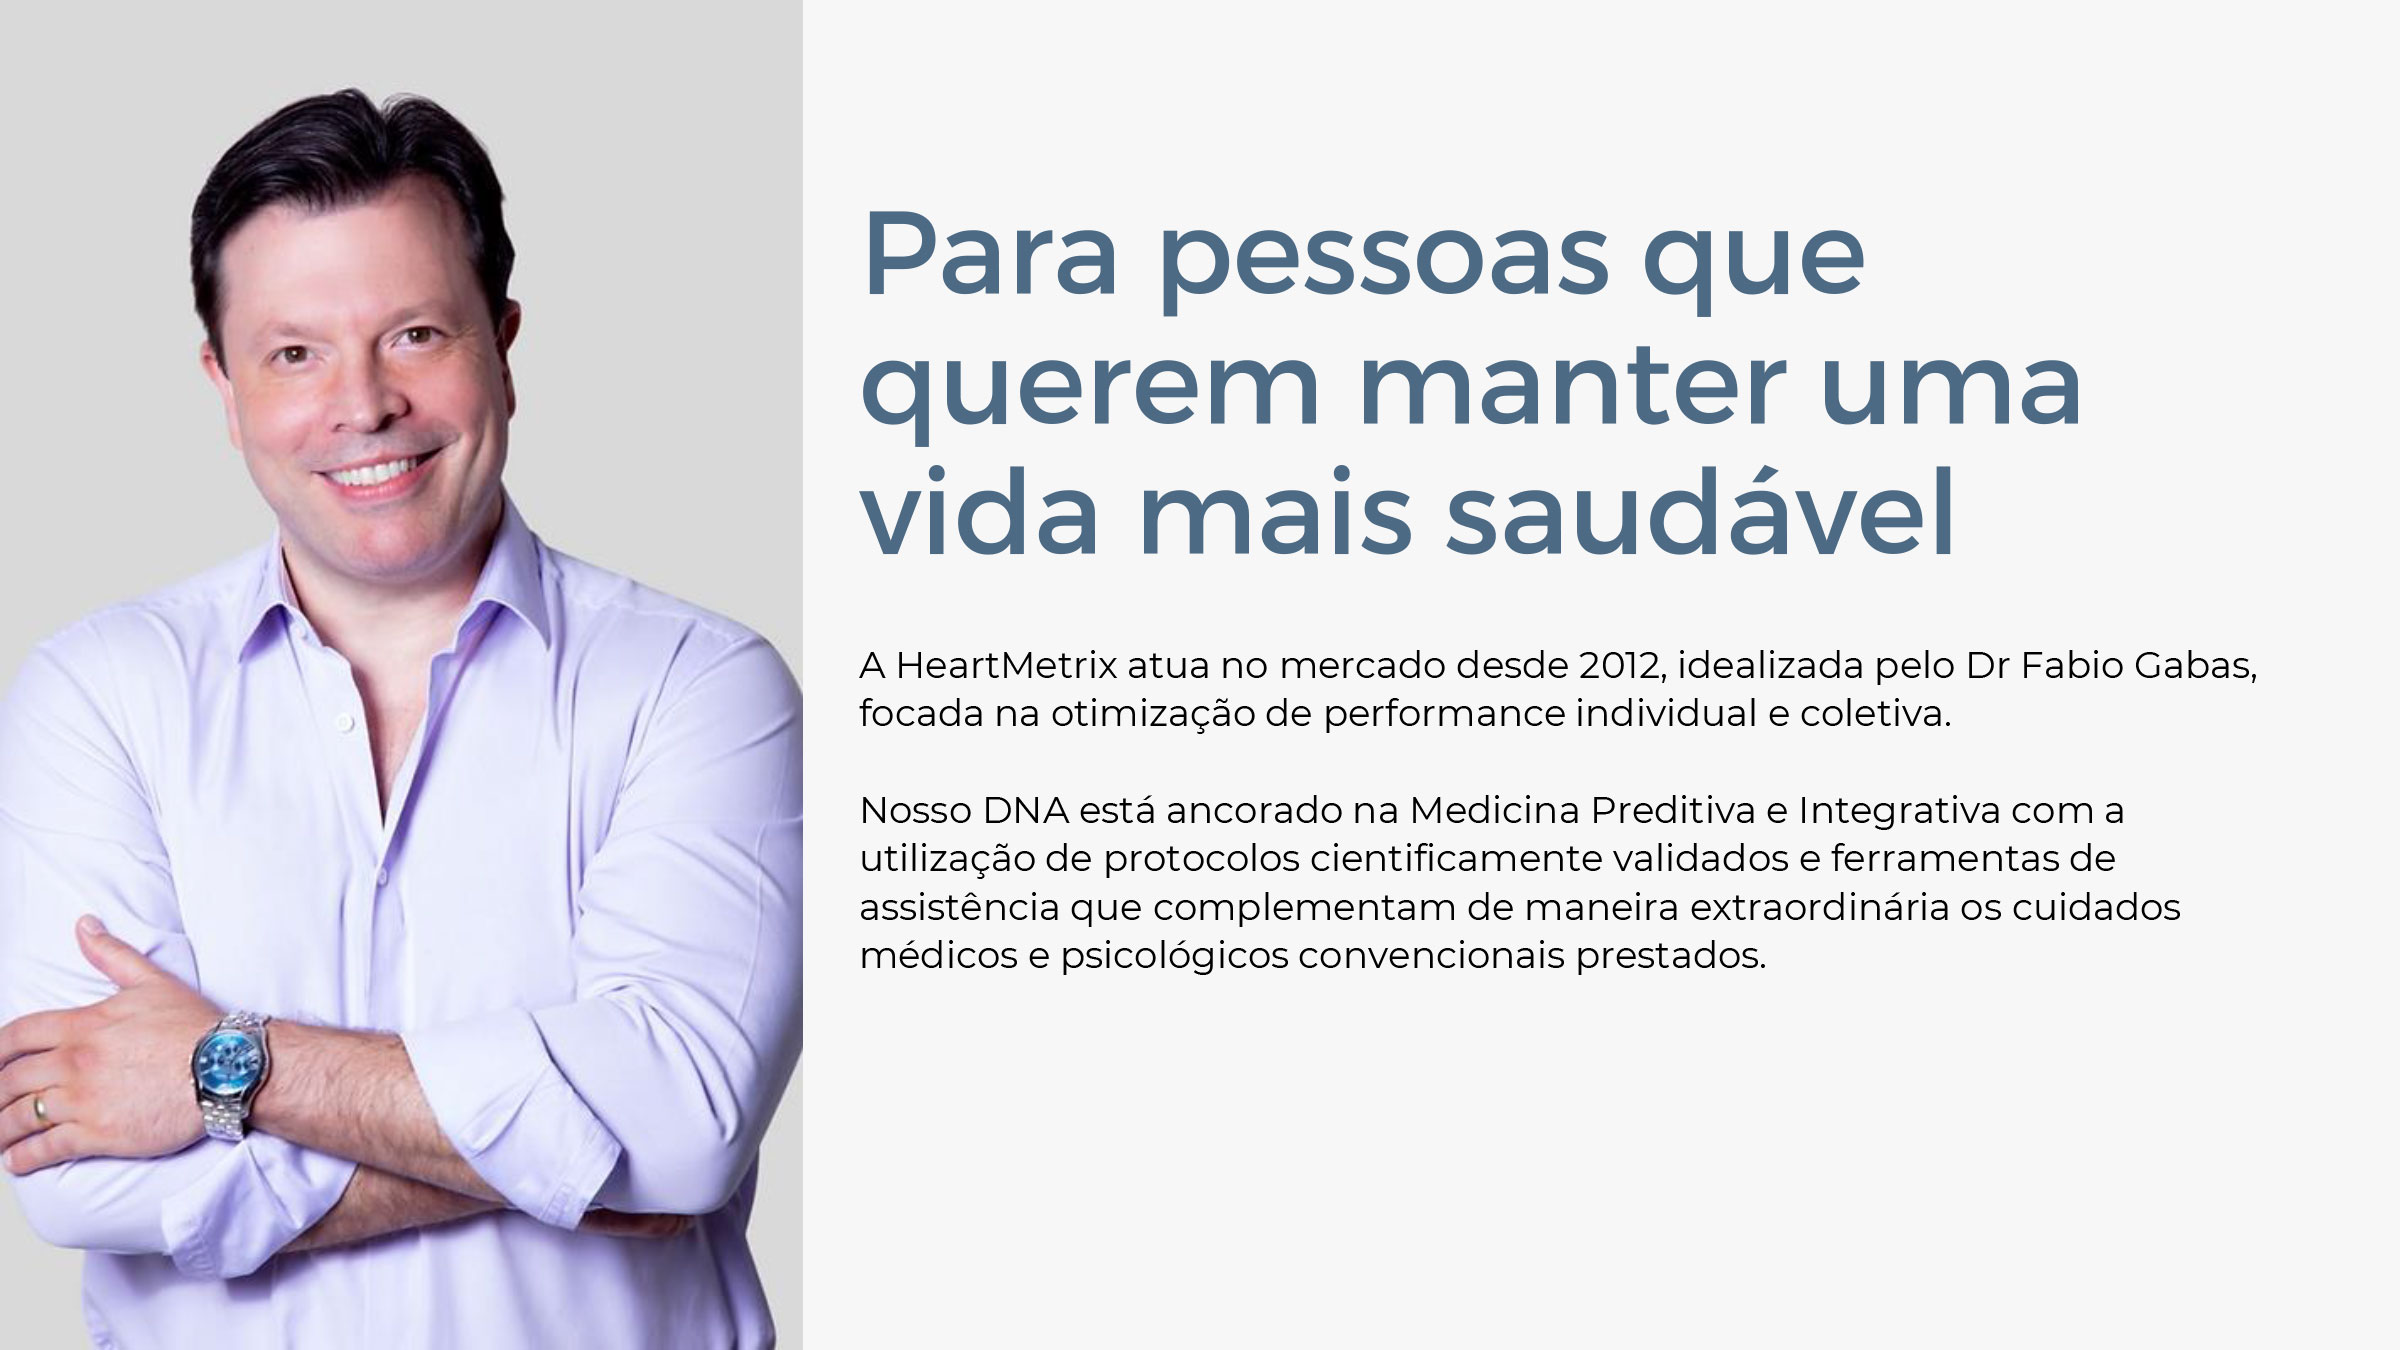 Para pessoas que
querem manter uma
vida mais saudável
A HeartMetrix atua no mercado desde 2012, idealizada pelo Dr Fabio Gabas,
focada na otimização de performance individual e coletiva.
Nosso DNA está ancorado na Medicina Preditiva e Integrativa com a
utilização de protocolos cientificamente validados e ferramentas de
assistência que complementam de maneira extraordinária os cuidados
médicos e psicológicos convencionais prestados.